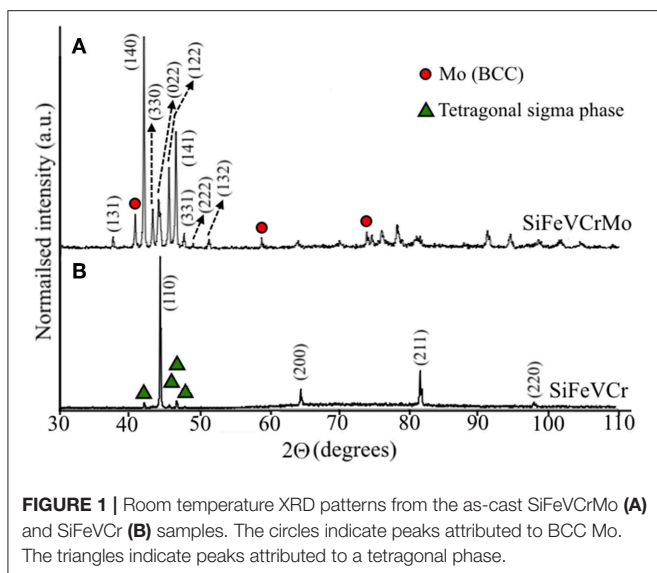 A
(140)
(330)
(022)
(122)
(141)
(131)
(331)
(222)
(132)
Mo (BCC)
Tetragonal sigma phase
SiFeVCrMo
B
(110)
(200)
(211)
(220)
SiFeVCr
Normailsed intensity (a.u.)
30 40 50 60 70 80 90 100 110
2Θ (degrees)
FIGURE 1 | Room temperature XRD patterns from the as-cast SiFeVCrMo (A)
and SiFeVCr (B) samples. The circles indicate peaks attributed to BCC Mo.
The triangles indicate peaks attributed to a tetragonal phase.